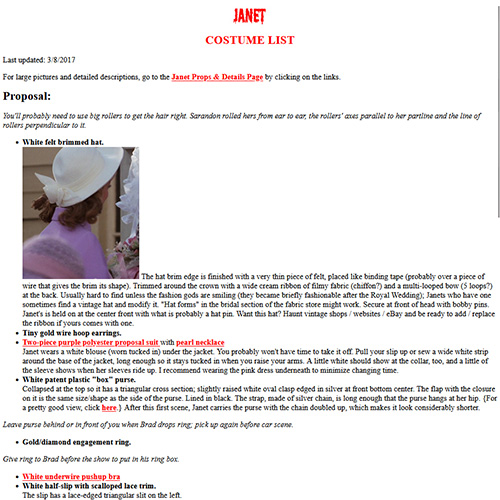 JANET
COSTUME LIST
Last updated: 3/8/2017
For large pictures and detailed descriptions, go to the Janet Props & Details Page by clicking on the links.
Proposal:
You'll probably need to use big rollers to get the hair right. Sarandon rolled hers from ear to ear, the rollers' axes parallel to her partline and the line of
rollers perpendicular to it.
• White felt brimmed hat.
The hat brim edge is finished with a very thin piece of felt, placed like binding tape (probably over a piece of
wire that gives the brim its shape). Trimmed around the crown with a wide cream ribbon of filmy fabric (chiffon?) and a multi-looped bow (5 loops?)
at the back. Usually hard to find unless the fashion gods are smiling (they became briefly fashionable after the Royal Wedding); Janets who have one
sometimes find a vintage hat and modify it. "Hat forms" in the bridal section of the fabric store might work. Secure at front of head with bobby pins.
Janet's is held on at the center front with what is probably a hat pin. Want this hat? Haunt vintage shops / websites / eBay and be ready to add / replace
the ribbon if yours comes with one.
• Tiny gold wire hoop earrings.
• Two-piece purple polyester proposal suit with pearl necklace
Janet wears a white blouse (worn tucked in) under the jacket. You probably won't have time to take it off. Pull your slip up or sew a wide white strip
around the base of the jacket, long enough so it stays tucked in when you raise your arms. A little white should show at the collar, too, and a little of
the sleeve shows when her sleeves ride up. I recommend wearing the pink dress underneath to minimize changing time.
• White patent plastic "box" purse.
Collapsed at the top so it has a triangular cross section; slightly raised white oval clasp edged in silver at front bottom center. The flap with the closure
on it is the same size/shape as the side of the purse. Lined in black. The strap, made of silver chain, is long enough that the purse hangs at her hip. {For
a pretty good view, click here.} After this first scene, Janet carries the purse with the chain doubled up, which makes it look considerably shorter.
Leave purse behind or in front of you when Brad drops ring; pick up again before car scene.
• Gold/diamond engagement ring.
Give ring to Brad before the show to put in his ring box.
• White underwire pushup bra
• White half-slip with scalloped lace trim.
The slip has a lace-edged triangular slit on the left.